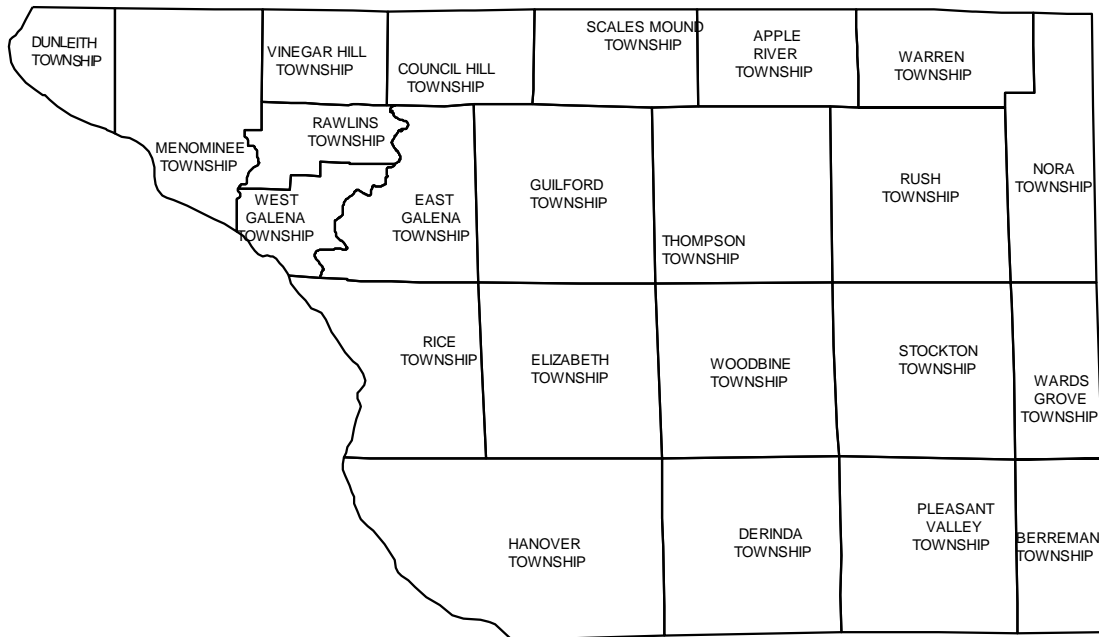 DUNLEITH
TOWNSHIP
VINEGAR HILL
TOWNSHIP
COUNCIL HILL
TOWNSHIP
SCALES MOUND
TOWNSHIP
APPLE
RIVER
TOWNSHIP
WARREN
TOWNSHIP
MENOMINEE
TOWNSHIP
RAWLINS
TOWNSHIP
WEST
GALENA
TOWNSHIP
EAST
GALENA
TOWNSHIP
GUILFORD
TOWNSHIP
THOMPSON
TOWNSHIP
RUSH
TOWNSHIP
NORA
TOWNSHIP
RICE
TOWNSHIP
ELIZABETH
TOWNSHIP
WOODBINE
TOWNSHIP
STOCKTON
TOWNSHIP
WARDS
GROVE
TOWNSHIP
HANOVER
TOWNSHIP
DERINDA
TOWNSHIP
PLEASANT
VALLEY
TOWNSHIP
BERREMAN
TOWNSHIP